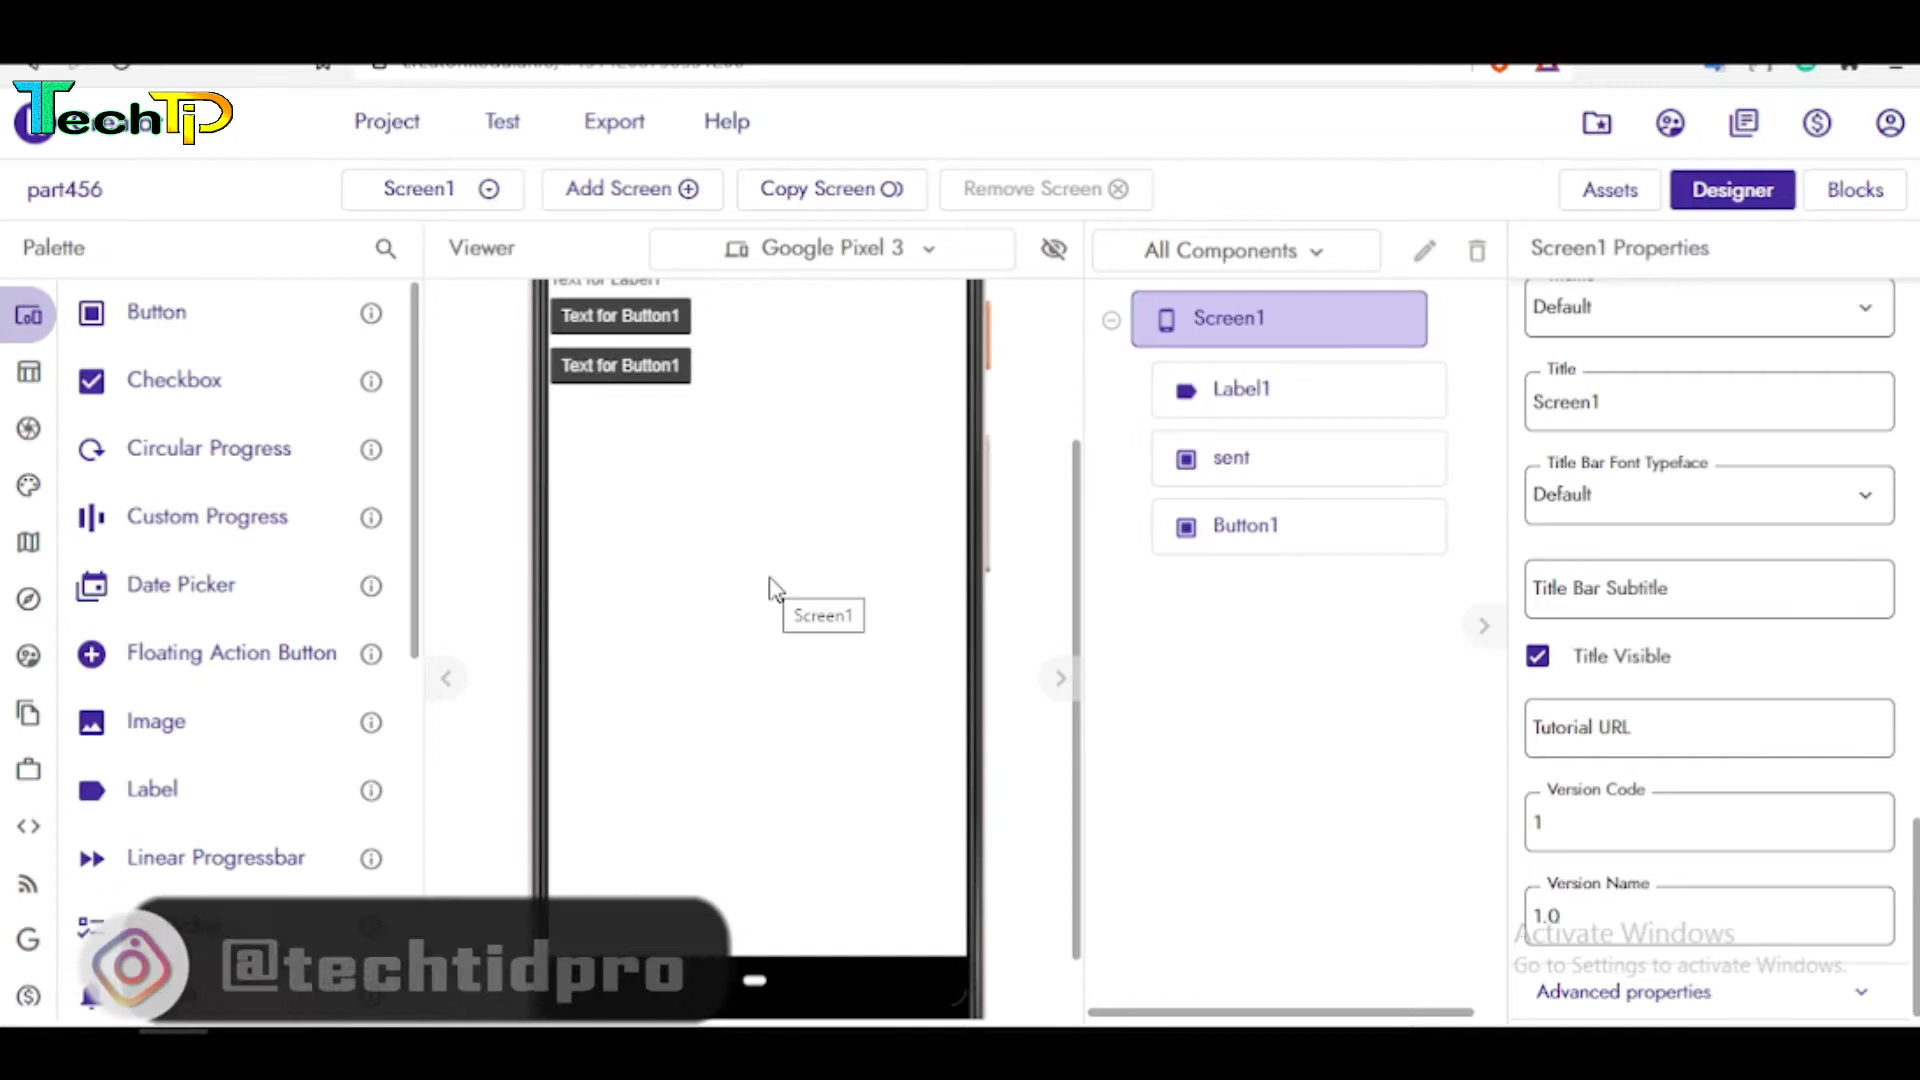 TechTiD
Project
Test
Export
Help
part456
Screen1
Add Screen
Copy Screen
Remove Screen
Assets
Designer
Blocks
Palette
Viewer
Google Pixel 3
All Components
Screen1 Properties
Button
Checkbox
Circular Progress
Custom Progress
Date Picker
Floating Action Button
Image
Label
Linear Progressbar
Text for Label1
Text for Button1
Text for Button1
Screen1
Screen1
Label1
sent
Button1
Default
Title
Screen1
Title Bar Font Typeface
Default
Title Bar Subtitle
Title Visible
Tutorial URL
Version Code
1
Version Name
1.0
Activate Windows
Go to Settings to activate Windows.
Advanced properties
@techtidpro